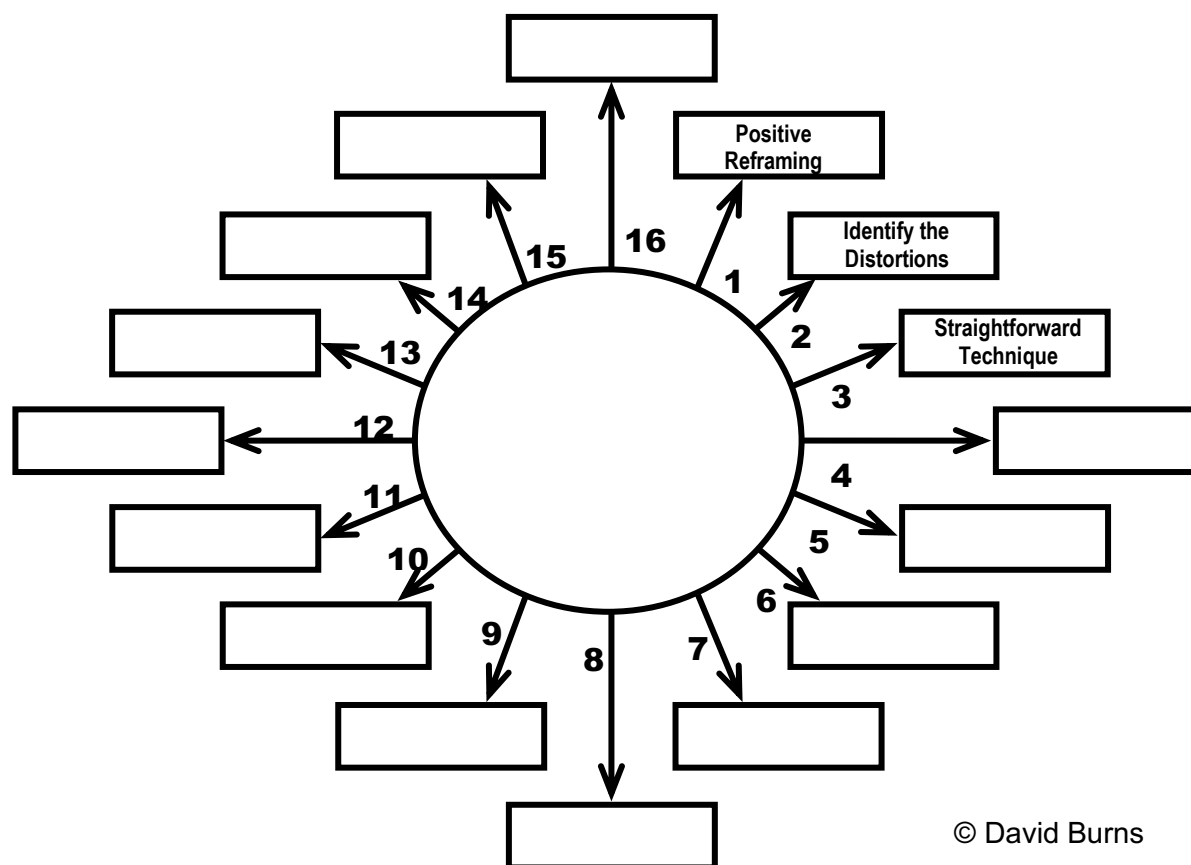 Positive
Reframing
Identify the
Distortions
Straightforward
Technique
16
15
1
14
2
13
3
12
4
11
5
10
6
9
8
7
© David Burns